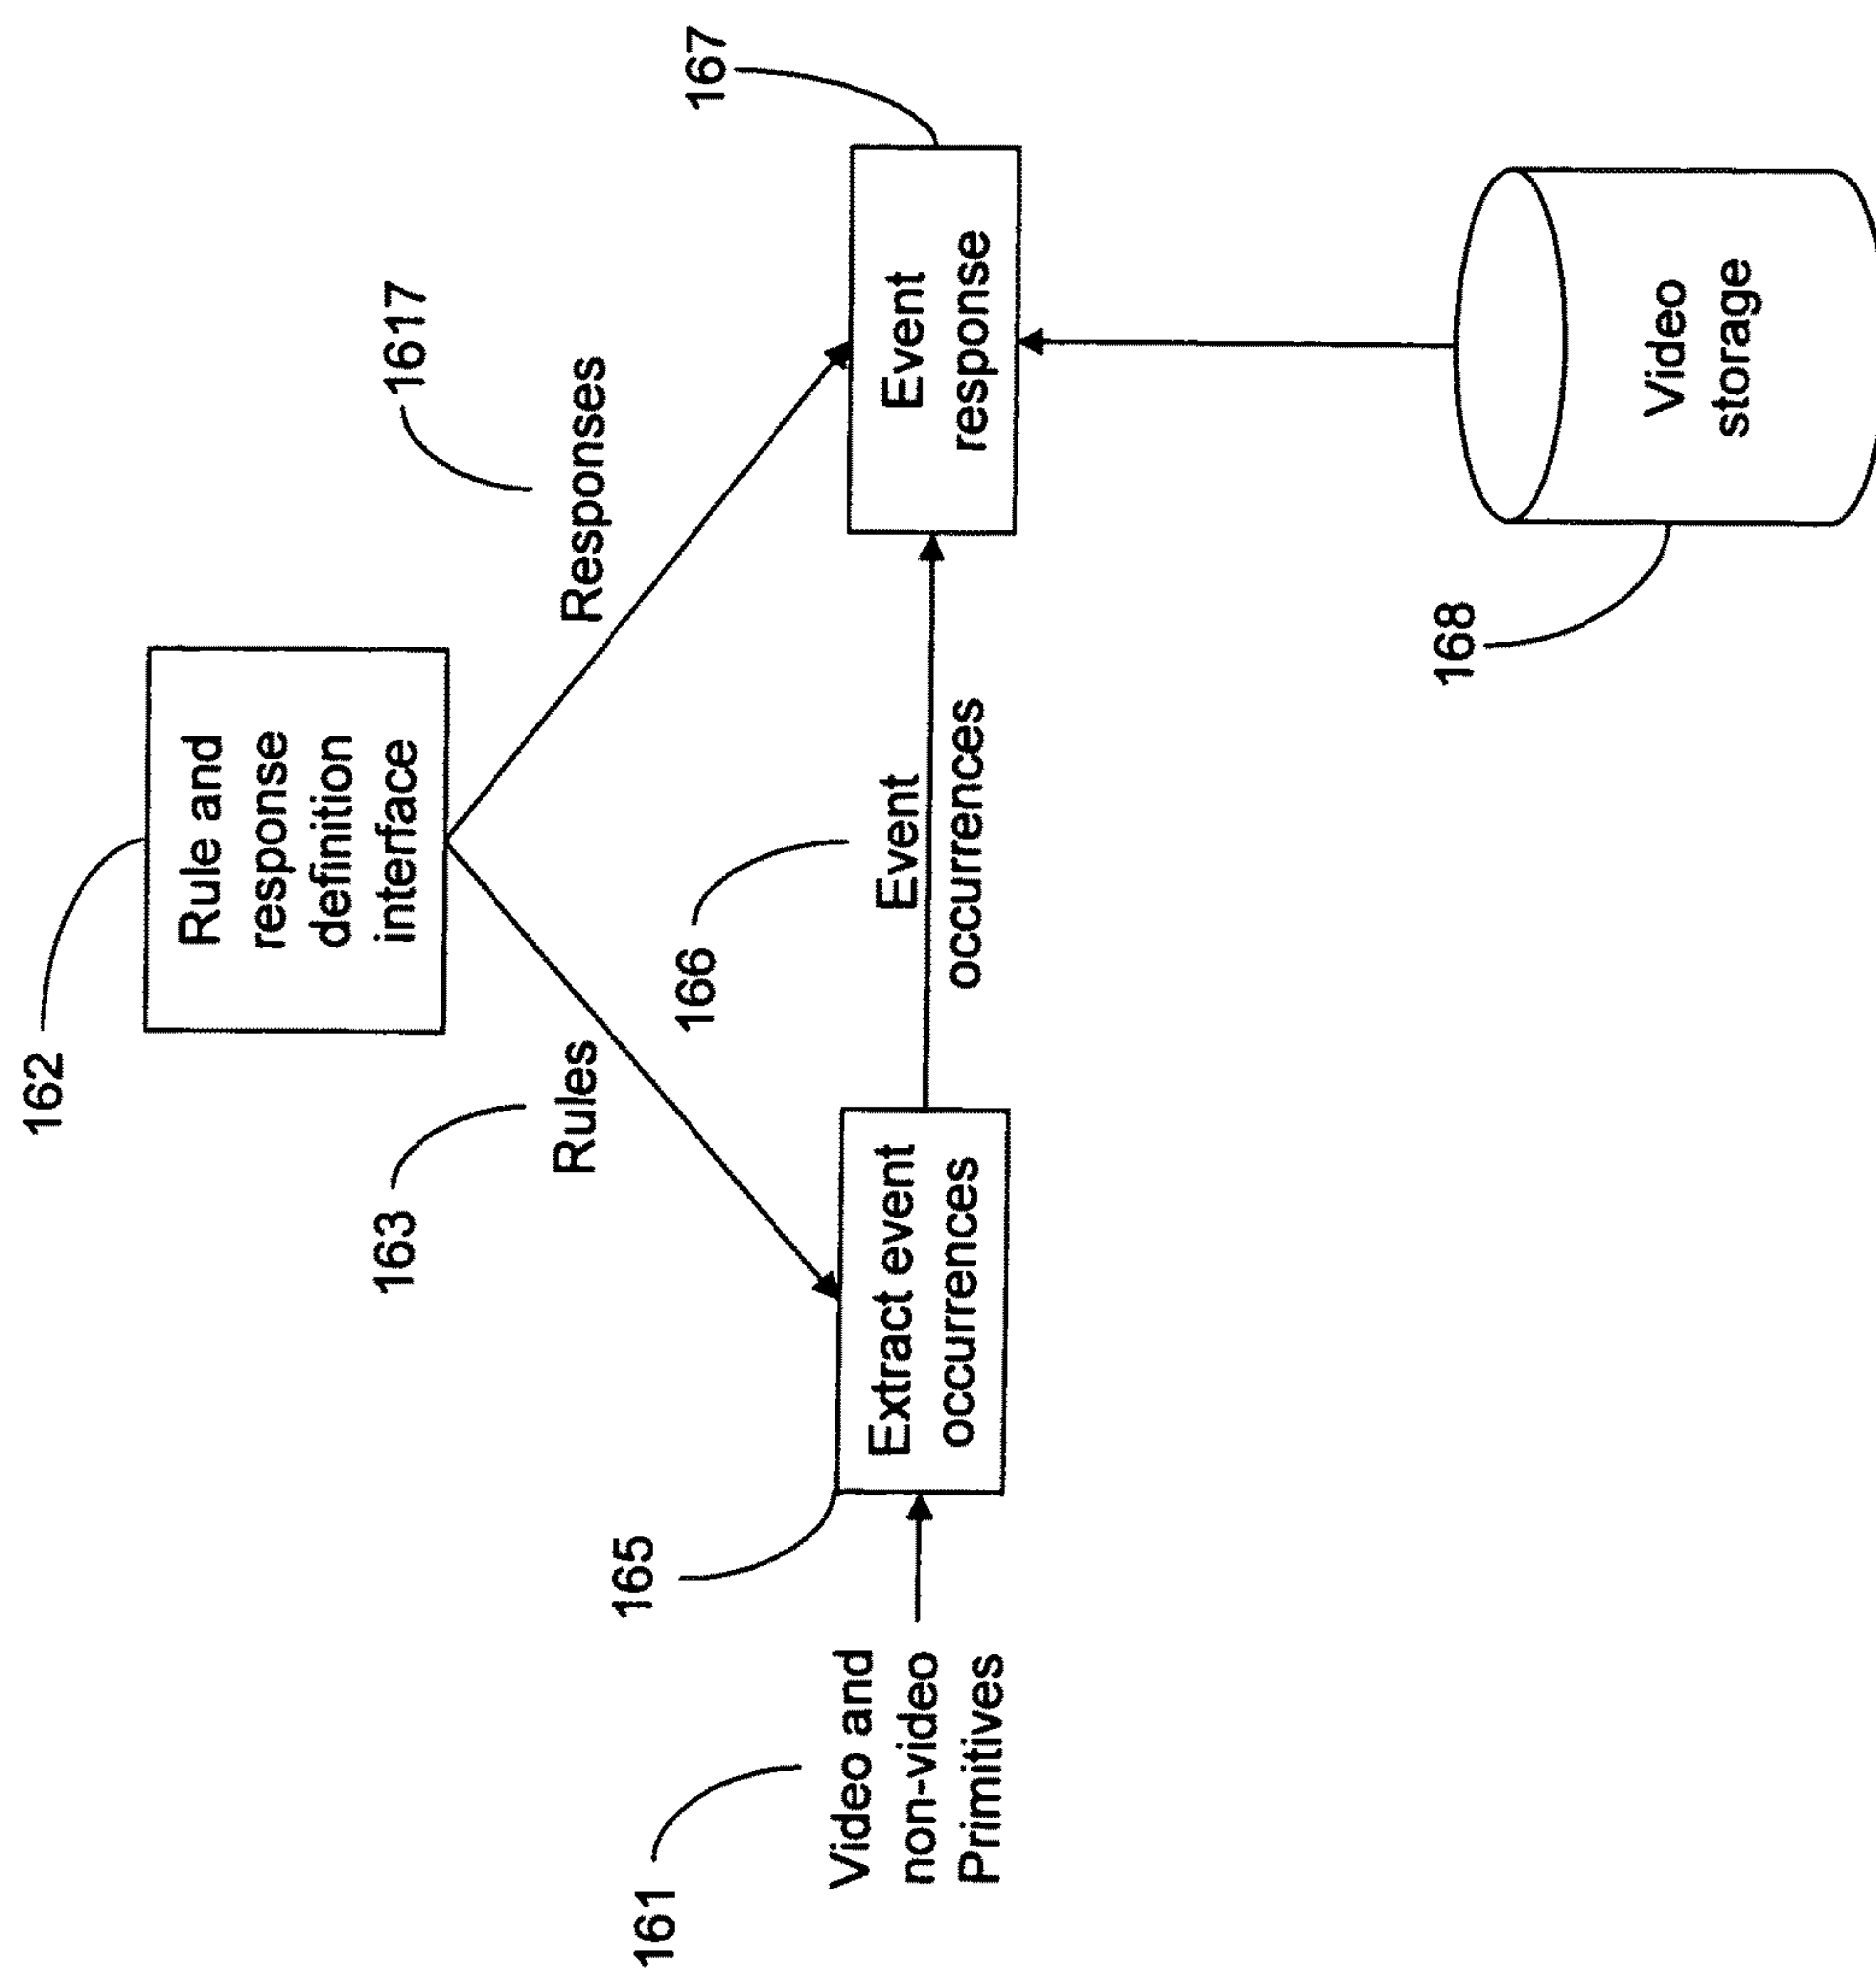 162
Rule and
response
definition
interface
163
Rules
1617
Responses
161
Video and
non-video
Primitives
165
Extract event
occurrences
166
Event
occurrences
167
Event
response
168
Video
storage